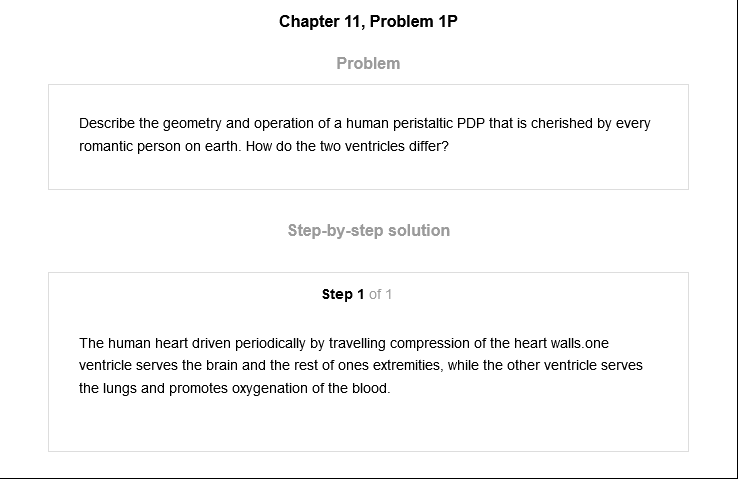 Chapter 11, Problem 1P
Problem
Describe the geometry and operation of a human peristaltic PDP that is cherished by every
romantic person on earth. How do the two ventricles differ?
Step-by-step solution
Step 1 of 1
The human heart driven periodically by travelling compression of the heart walls.one
ventricle serves the brain and the rest of ones extremities, while the other ventricle serves
the lungs and promotes oxygenation of the blood.